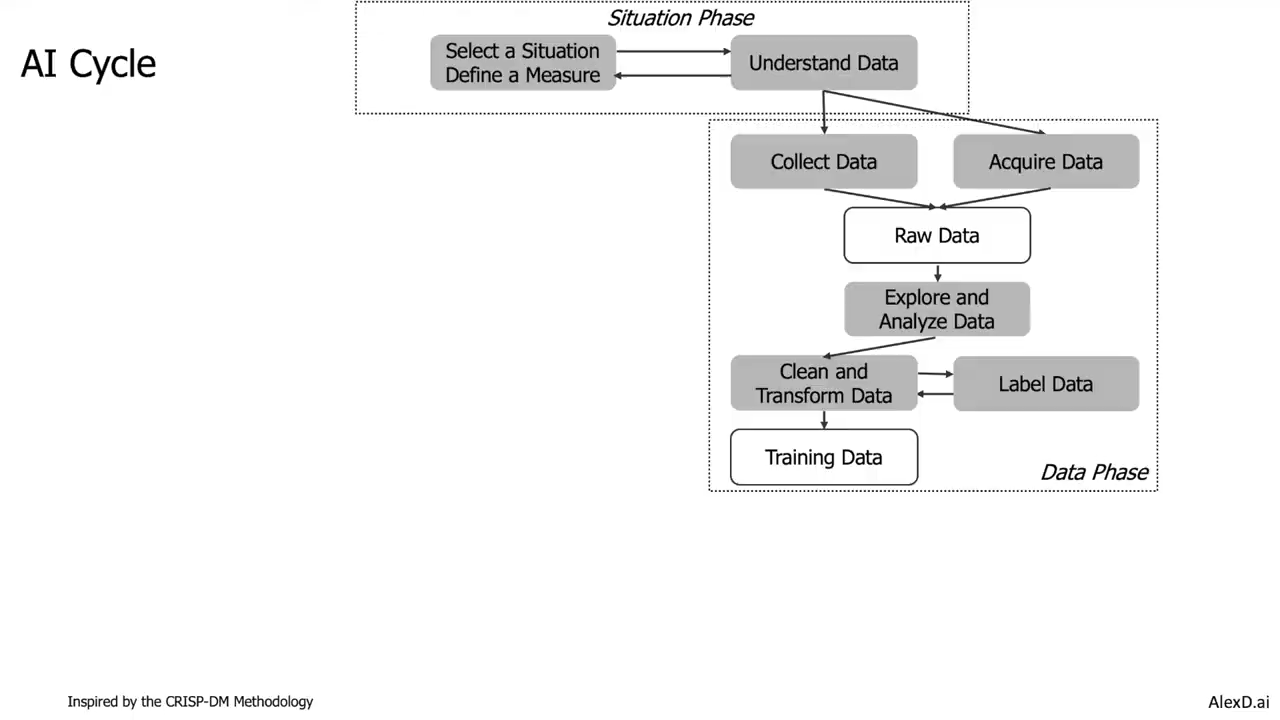 Situation Phase
AI Cycle
Select a Situation
Define a Measure
Understand Data
Collect Data
Acquire Data
Raw Data
Explore and
Analyze Data
Clean and
Transform Data
Label Data
Training Data
Data Phase
Inspired by the CRISP-DM Methodology
AlexD.ai